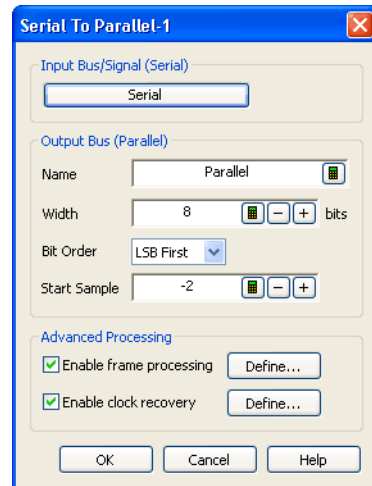 Serial To Parallel-1
Input Bus/Signal (Serial)
Serial
Output Bus (Parallel)
Name Parallel
Width 8 − + bits
Bit Order LSB First
Start Sample -2 − +
Advanced Processing
Enable frame processing Define...
Enable clock recovery Define...
OK Cancel Help